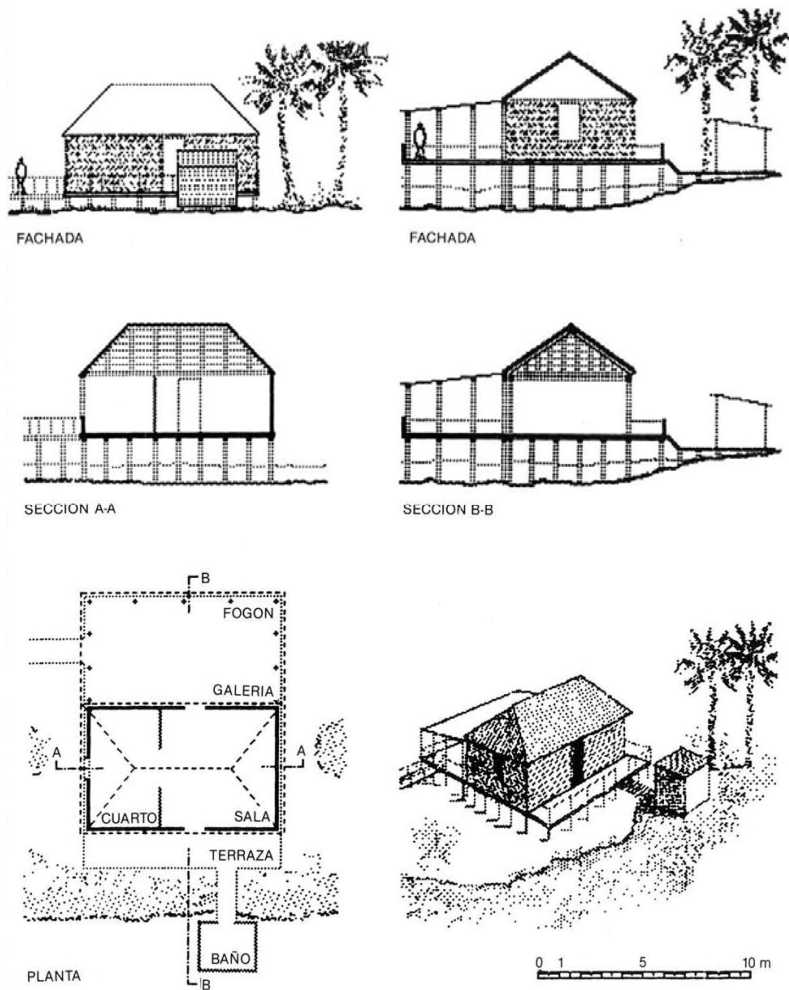 FACHADA
FACHADA
SECCION A-A
SECCION B-B
B
FOGON
GALERIA
A
A
CUARTO
SALA
TERRAZA
BAÑO
PLANTA
B
0 1 5 10 m